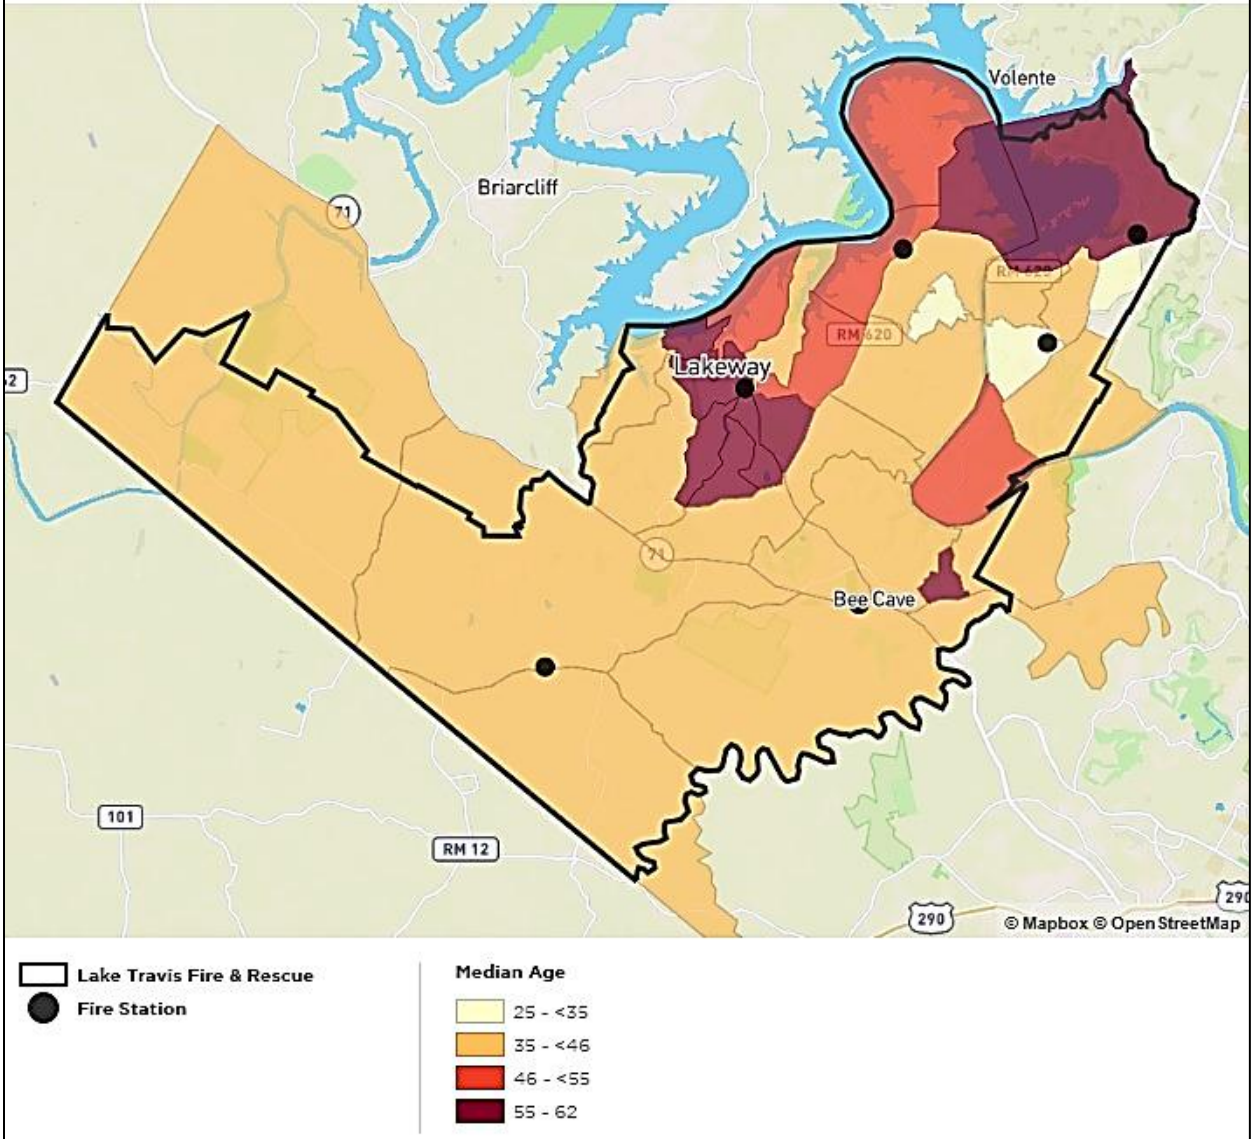 Volente
Briarcliff
71
RM 620
RM 620
Lakeway
71
Bee Cave
101
RM 12
290
© Mapbox © OpenStreetMap
Lake Travis Fire & Rescue
Fire Station
Median Age
25 - <35
35 - <46
46 - <55
55 - 62